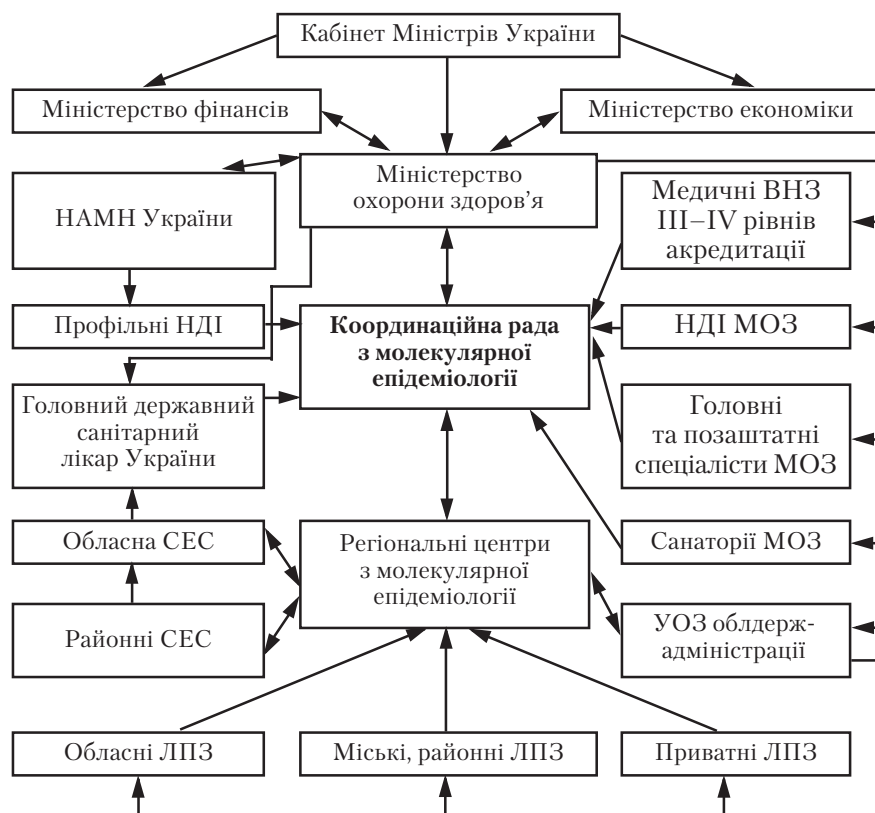 Кабінет Міністрів України
Міністерство фінансів
Міністерство економіки
Міністерство
охорони здоров’я
НАМН України
Медичні ВНЗ
III–IV рівнів
акредитації
Профільні НДІ
Координаційна рада
з молекулярної
епідеміології
НДІ МОЗ
Головний державний
санітарний
лікар України
Головні
та позаштатні
спеціалісти МОЗ
Обласна СЕС
Регіональні центри
з молекулярної
епідеміології
Санаторії МОЗ
Районні СЕС
УОЗ облдерж-
адміністрації
Обласні ЛПЗ
Міські, районні ЛПЗ
Приватні ЛПЗ